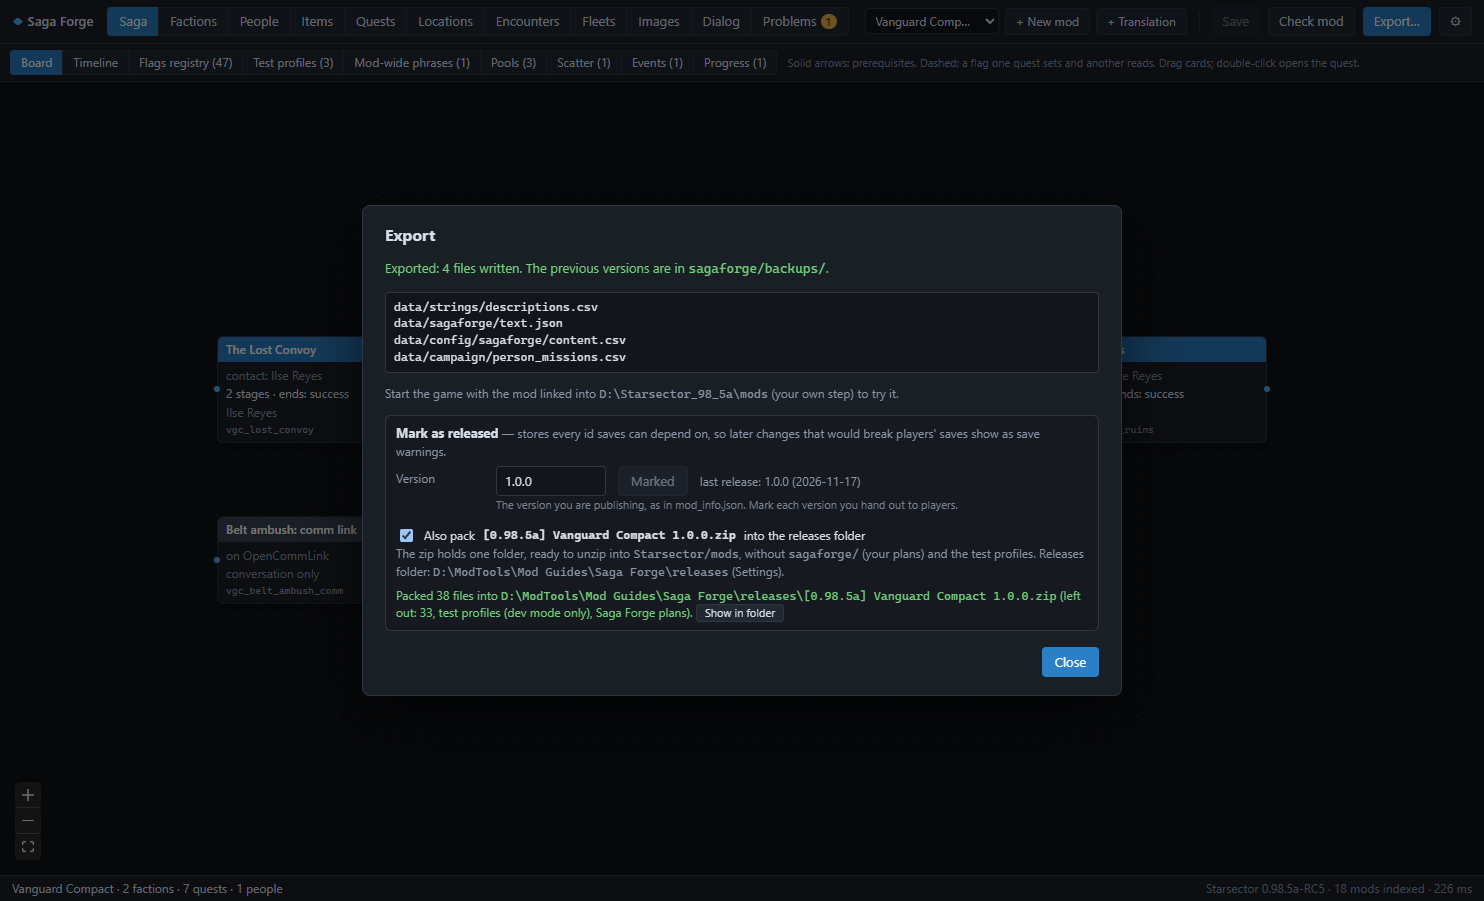 Saga Forge Saga Factions People Items Quests Locations Encounters Fleets Images Dialog Problems 1 Vanguard Comp... + New mod + Translation Save Check mod Export...
Board Timeline Flags registry (47) Test profiles (3) Mod-wide phrases (1) Pools (3) Scatter (1) Events (1) Progress (1) Solid arrows: prerequisites. Dashed: a flag one quest sets and another reads. Drag cards; double-click opens the quest.
Export
Exported: 4 files written. The previous versions are in sagaforge/backups/.
data/strings/descriptions.csv
data/sagaforge/text.json
data/config/sagaforge/content.csv
data/campaign/person_missions.csv
Start the game with the mod linked into D:\Starsector_98_5a\mods (your own step) to try it.
Mark as released — stores every id saves can depend on, so later changes that would break players' saves show as save
warnings.
Version 1.0.0 Marked last release: 1.0.0 (2026-11-17)
The version you are publishing, as in mod_info.json. Mark each version you hand out to players.
Also pack [0.98.5a] Vanguard Compact 1.0.0.zip into the releases folder
The zip holds one folder, ready to unzip into Starsector/mods, without sagaforge/ (your plans) and the test profiles. Releases
folder: D:\ModTools\Mod Guides\Saga Forge\releases (Settings).
Packed 38 files into D:\ModTools\Mod Guides\Saga Forge\releases\[0.98.5a] Vanguard Compact 1.0.0.zip (left
out: 33, test profiles (dev mode only), Saga Forge plans). Show in folder
Close
The Lost Convoy
contact: Ilse Reyes
2 stages · ends: success
Ilse Reyes
vgc_lost_convoy
s
e Reyes
nds: success
_ruins
Belt ambush: comm link
on OpenCommLink
conversation only
vgc_belt_ambush_comm
Vanguard Compact · 2 factions · 7 quests · 1 people
Starsector 0.98.5a-RC5 · 18 mods indexed · 226 ms